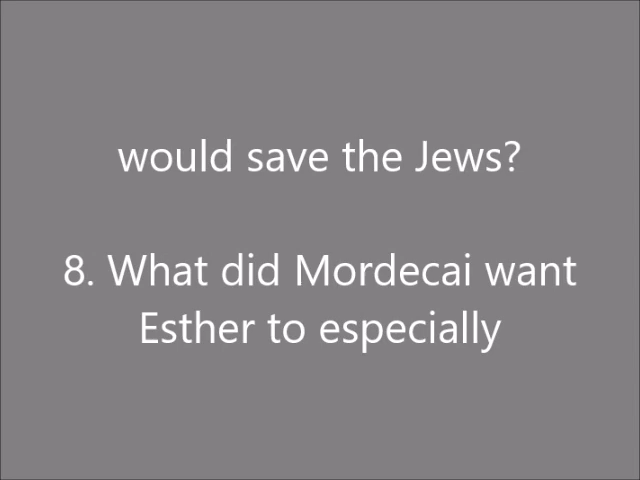 would save the Jews?
8. What did Mordecai want
Esther to especially